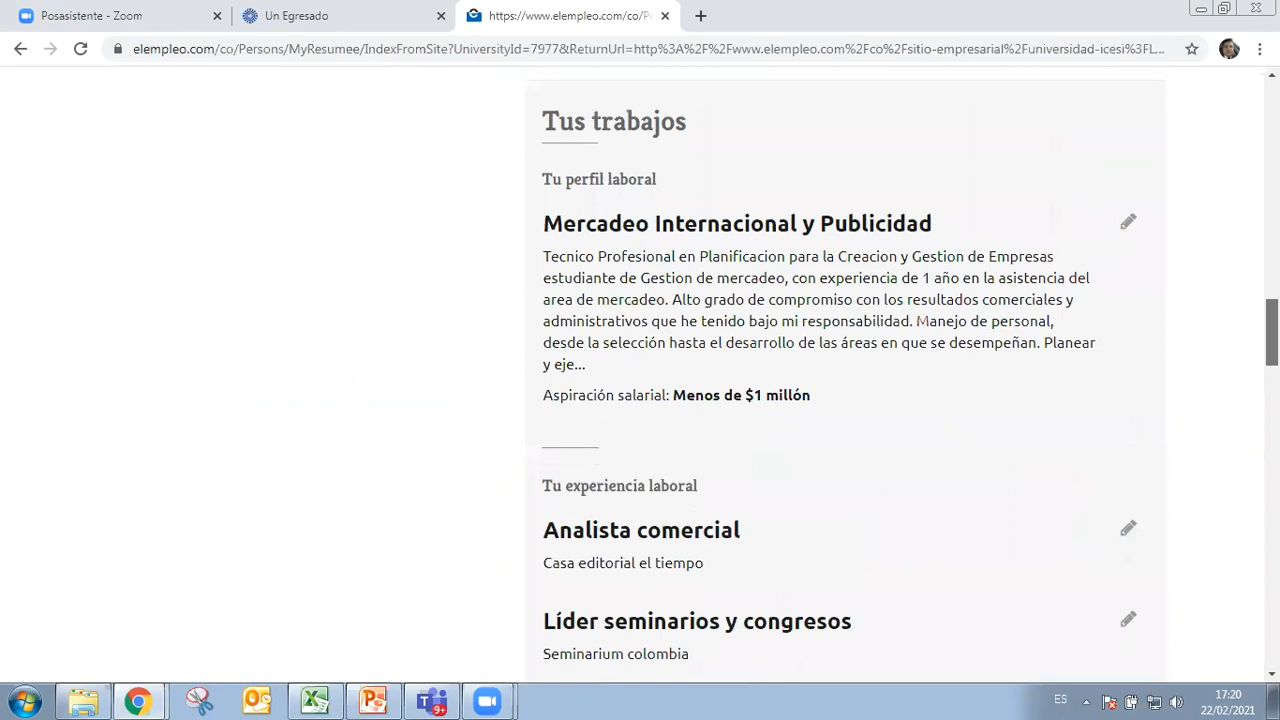 Posasistente - Zoom
Un Egresado
https://www.elempleo.com/co/P
elempleo.com/co/Persons/MyResumee/IndexFromSite?UniversityId=7977&ReturnUrl=http%3A%2F%2Fwww.elempleo.com%2Fco%2Fsitio-empresarial%2Funiversidad-icesi%3FL...
Tus trabajos
Tu perfil laboral
Mercadeo Internacional y Publicidad
Tecnico Profesional en Planificacion para la Creacion y Gestion de Empresas
estudiante de Gestion de mercadeo, con experiencia de 1 año en la asistencia del
area de mercadeo. Alto grado de compromiso con los resultados comerciales y
administrativos que he tenido bajo mi responsabilidad. Manejo de personal,
desde la selección hasta el desarrollo de las áreas en que se desempeñan. Planear
y eje...
Aspiración salarial: Menos de $1 millón
Tu experiencia laboral
Analista comercial
Casa editorial el tiempo
Líder seminarios y congresos
Seminarium colombia
9+
ES
17:20
22/02/2021